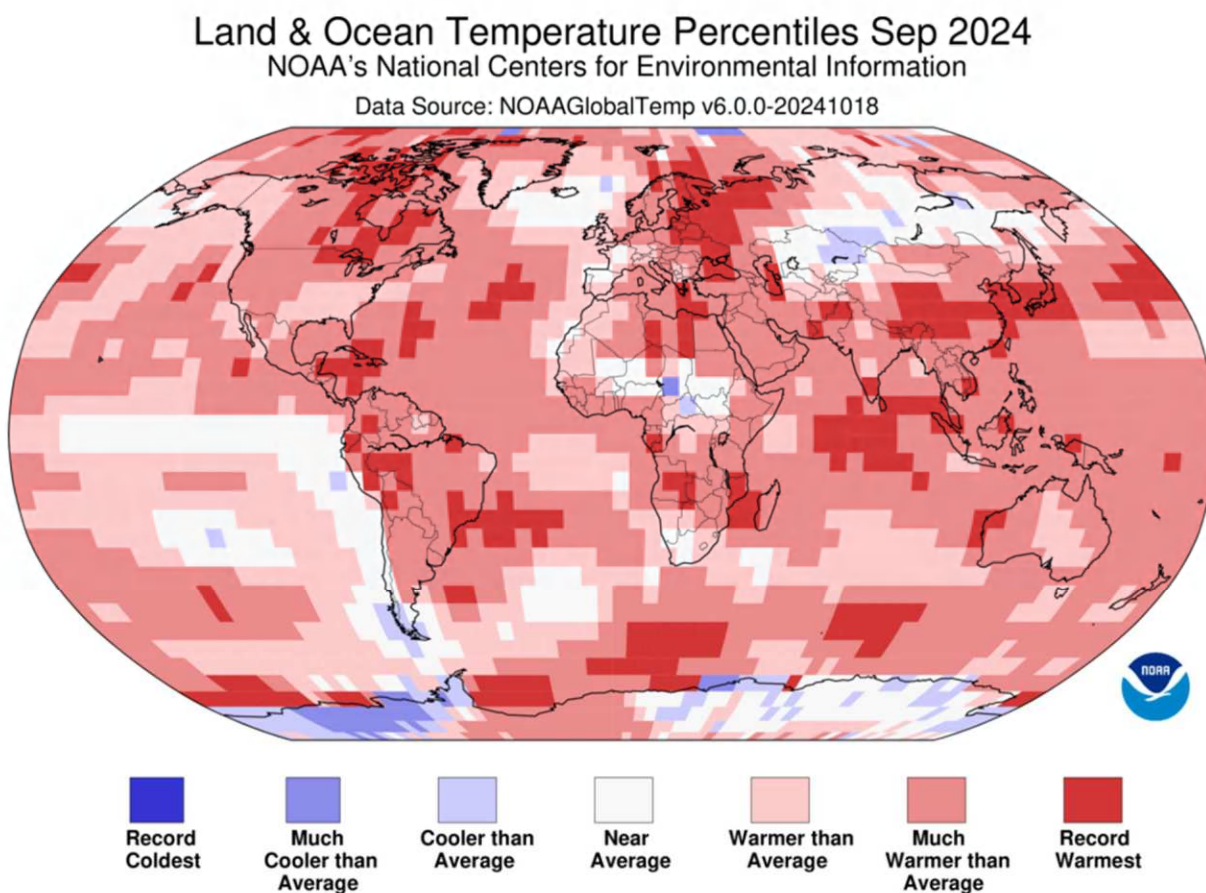 Land & Ocean Temperature Percentiles Sep 2024
NOAA's National Centers for Environmental Information
Data Source: NOAAGlobalTemp v6.0.0-20241018
NOAA
Record
Coldest
Much
Cooler than
Average
Cooler than
Average
Near
Average
Warmer than
Average
Much
Warmer than
Average
Record
Warmest